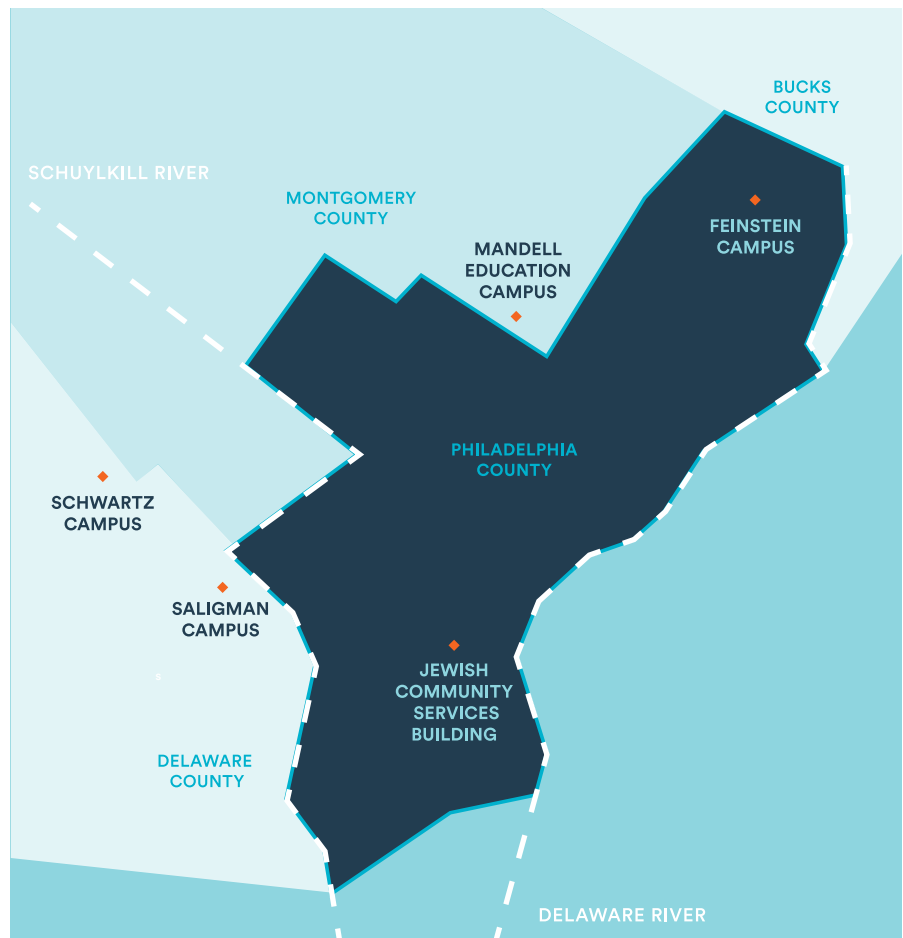 BUCKS
COUNTY
SCHUYLKILL RIVER
MONTGOMERY
COUNTY
FEINSTEIN
CAMPUS
MANDELL
EDUCATION
CAMPUS
PHILADELPHIA
COUNTY
SCHWARTZ
CAMPUS
SALIGMAN
CAMPUS
JEWISH
COMMUNITY
SERVICES
BUILDING
DELAWARE
COUNTY
DELAWARE RIVER